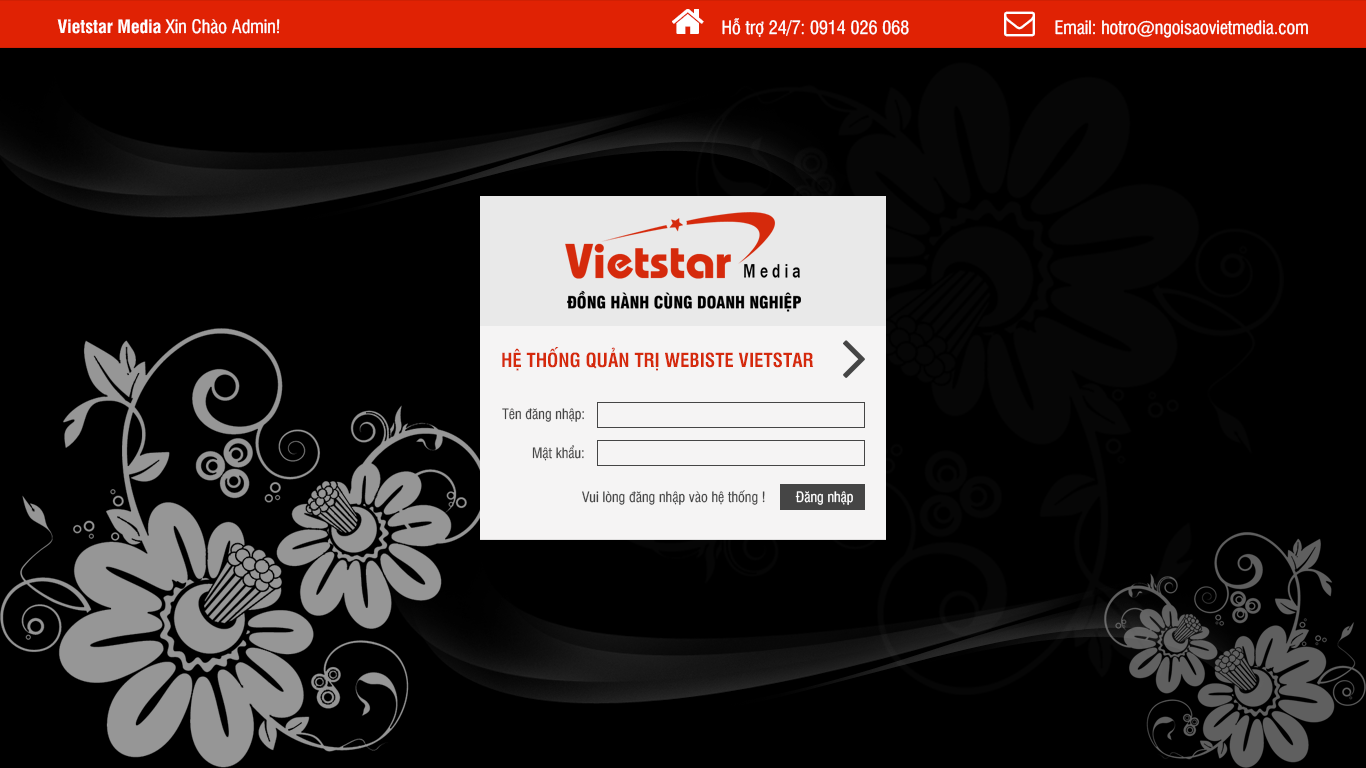 Vietstar Media Xin Chào Admin!
Hỗ trợ 24/7: 0914 026 068
Email: hotro@ngoisaovietmedia.com
Vietstar Media
ĐỒNG HÀNH CÙNG DOANH NGHIỆP
HỆ THỐNG QUẢN TRỊ WEBISTE VIETSTAR
Tên đăng nhập:
Mật khẩu:
Vui lòng đăng nhập vào hệ thống ! Đăng nhập